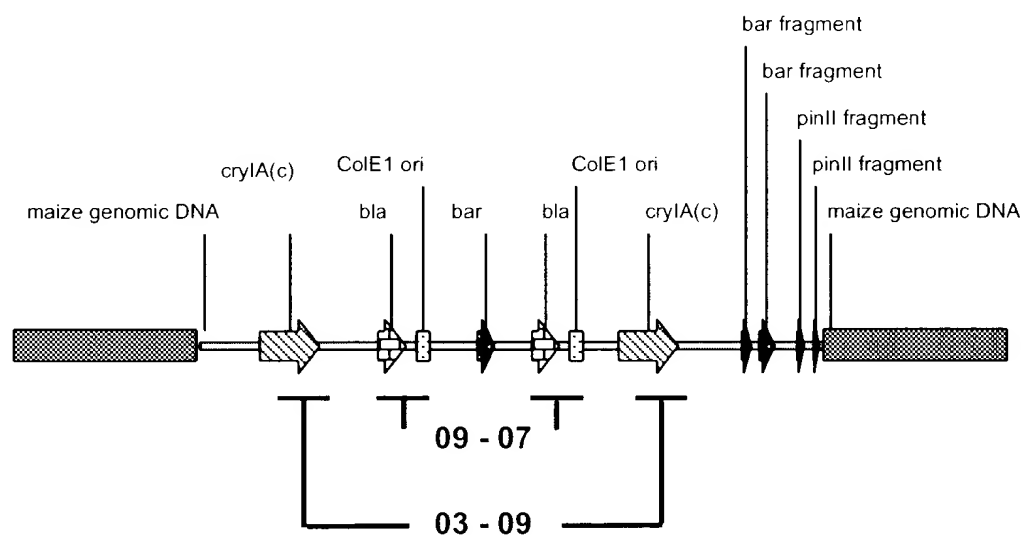 bar fragment
bar fragment
pinII fragment
cryIA(c) ColE1 ori ColE1 ori pinII fragment
maize genomic DNA bla bar bla cryIA(c) maize genomic DNA
09 - 07
03 - 09